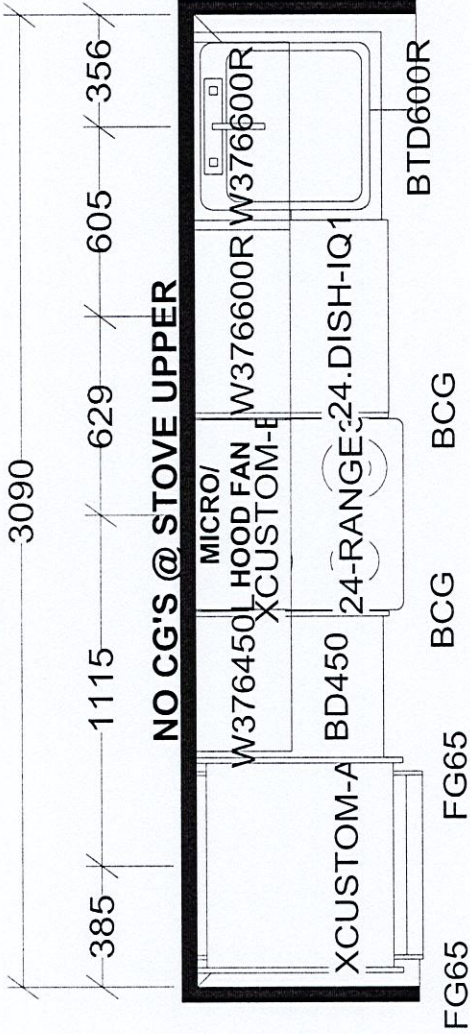 3090
385
1115
629
605
356
NO CG'S @ STOVE UPPER
MICRO/
HOOD FAN
W376450L
XCUSTOM-B
W376600R
W376600R
XCUSTOM-A
BD450
24-RANGE3
24.DISH-IQ1
BTD600R
FG65
FG65
BCG
BCG